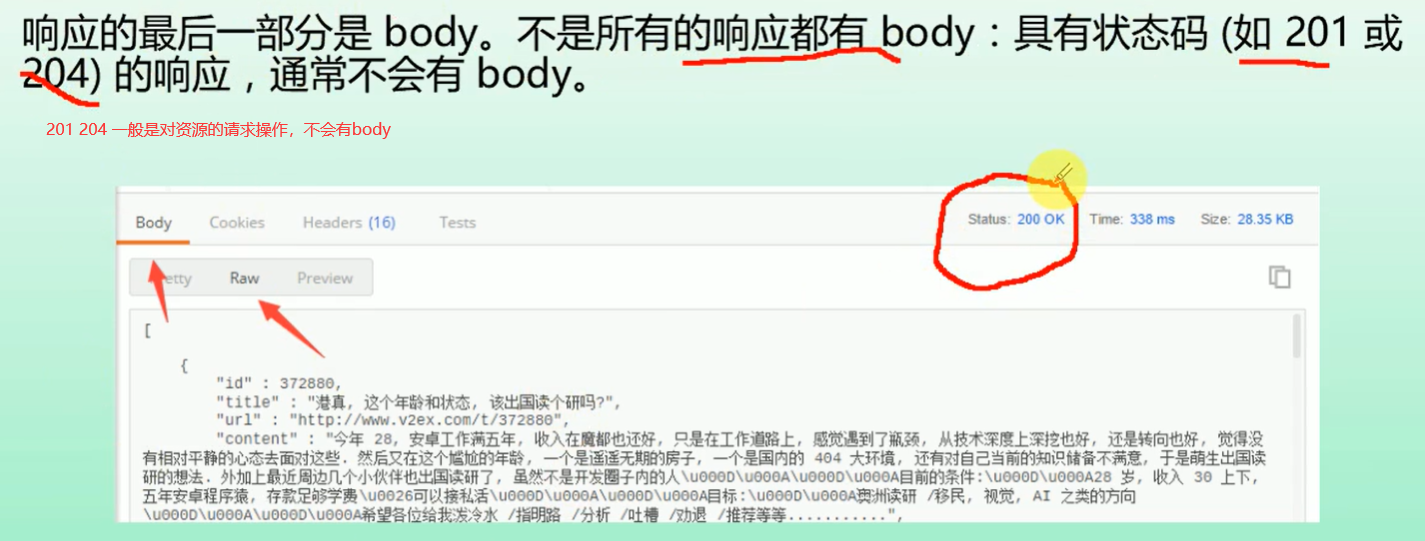 响应的最后一部分是 body。不是所有的响应都有 body：具有状态码 (如 201 或
204) 的响应，通常不会有 body。
201 204 一般是对资源的请求操作，不会有body
Body Cookies Headers (16) Tests Status: 200 OK Time: 338 ms Size: 28.35 KB
Raw Preview
[
{
"id" : 372880,
"title" : "港真, 这个年龄和状态, 该出国读个研吗?",
"url" : "http://www.v2ex.com/t/372880",
"content" : "今年 28, 安卓工作满五年, 收入在魔都也还好, 只是在工作道路上, 感觉遇到了瓶颈, 从技术深度上深挖也好, 还是转向也好, 觉得没
有相对平静的心态去面对这些. 然后又在这个尴尬的年龄, 一个是遥遥无期的房子, 一个是国内的 404 大环境, 还有对自己当前的知识储备不满意, 于是萌生出国读
研的想法. 外加上最近周边几个小伙伴也出国读研了, 虽然不是开发圈子内的人\u000D\u000A\u000D\u000A目前的条件:\u000D\u000A28 岁, 收入 30 上下,
五年安卓程序猿, 存款足够学费\u0026可以接私活\u000D\u000A\u000D\u000A目标:\u000D\u000A澳洲读研 /移民, 视觉, AI 之类的方向
\u000D\u000A\u000D\u000A希望各位给我泼冷水 /指明路 /分析 /吐槽 /劝退 /推荐等等...........",